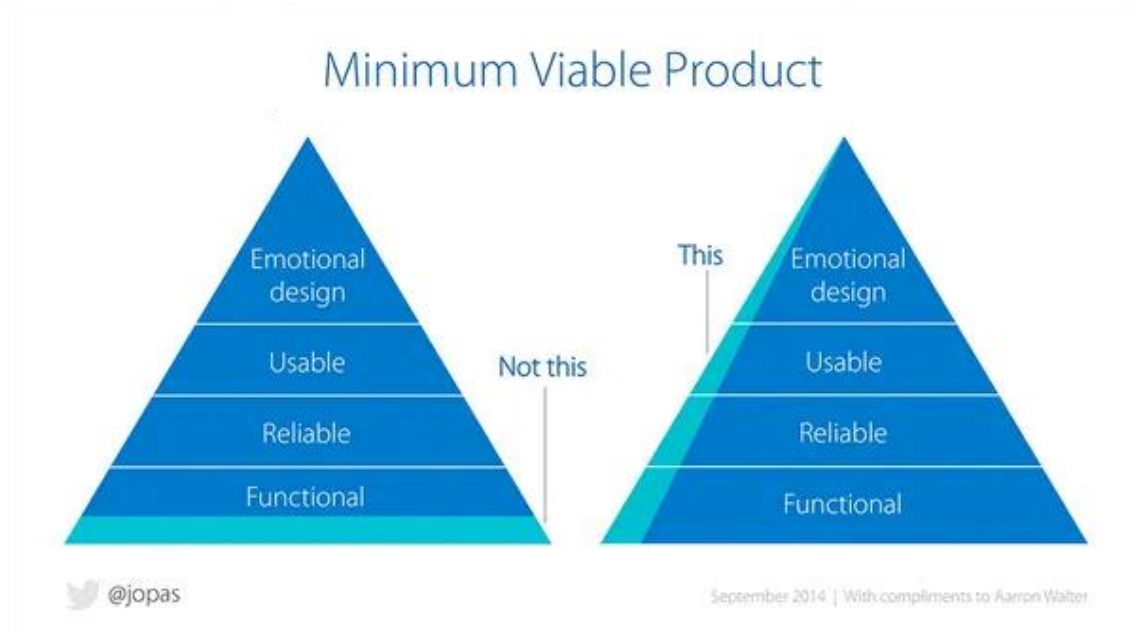 Minimum Viable Product
Emotional
design
Usable
Reliable
Functional
Not this
This
Emotional
design
Usable
Reliable
Functional
@jopas
September 2014 | With compliments to Aarron Walter